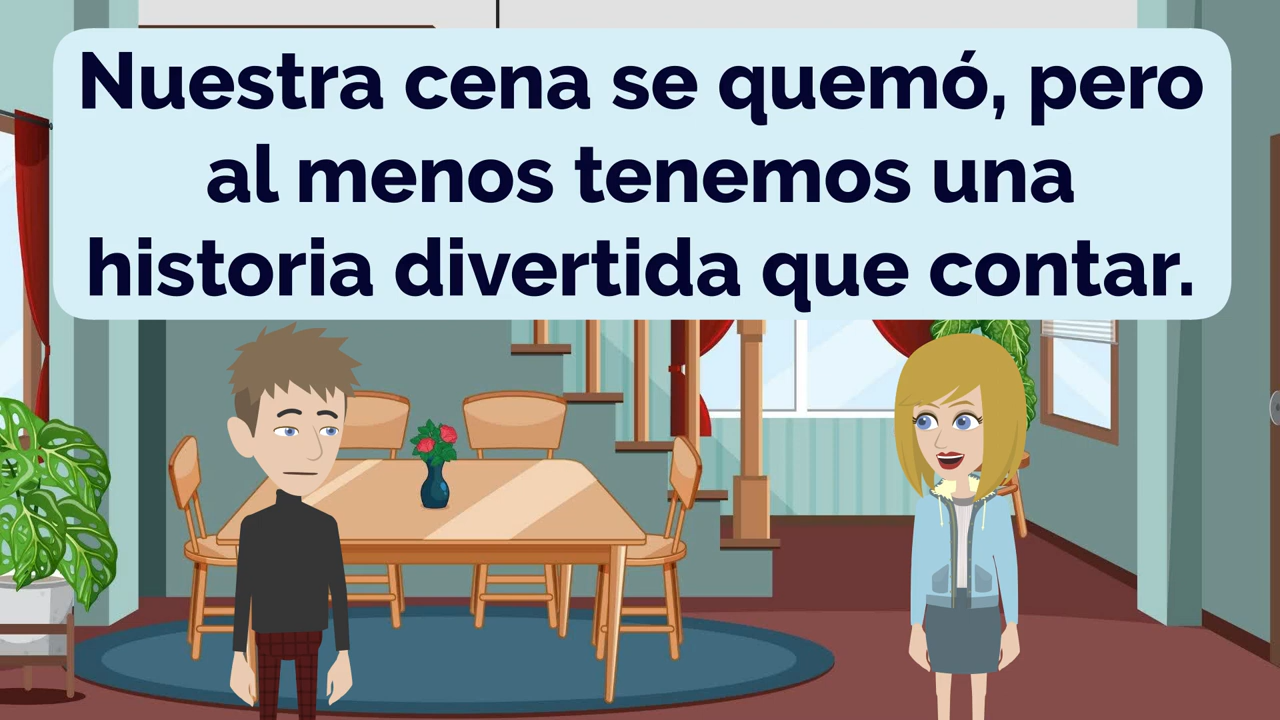 Nuestra cena se quemó, pero
al menos tenemos una
historia divertida que contar.